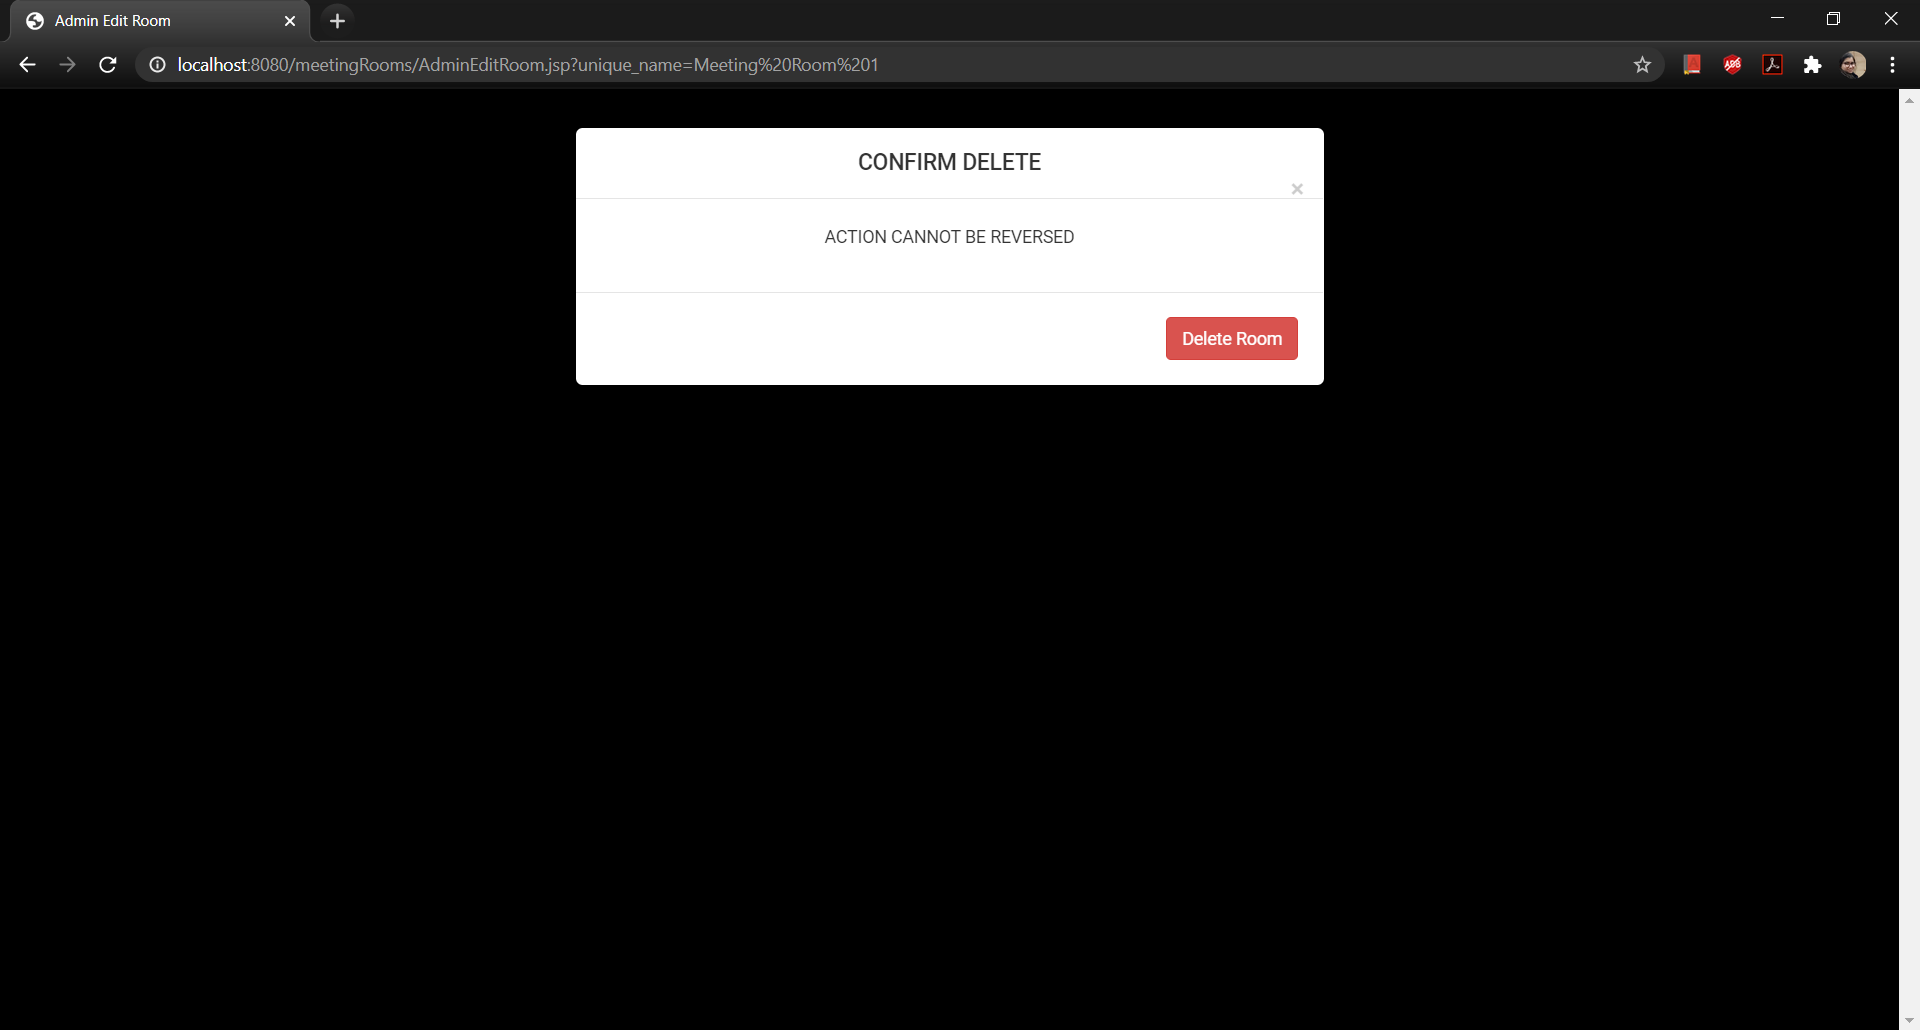 Admin Edit Room
localhost:8080/meetingRooms/AdminEditRoom.jsp?unique_name=Meeting%20Room%201
ABP
CONFIRM DELETE
×
ACTION CANNOT BE REVERSED
Delete Room